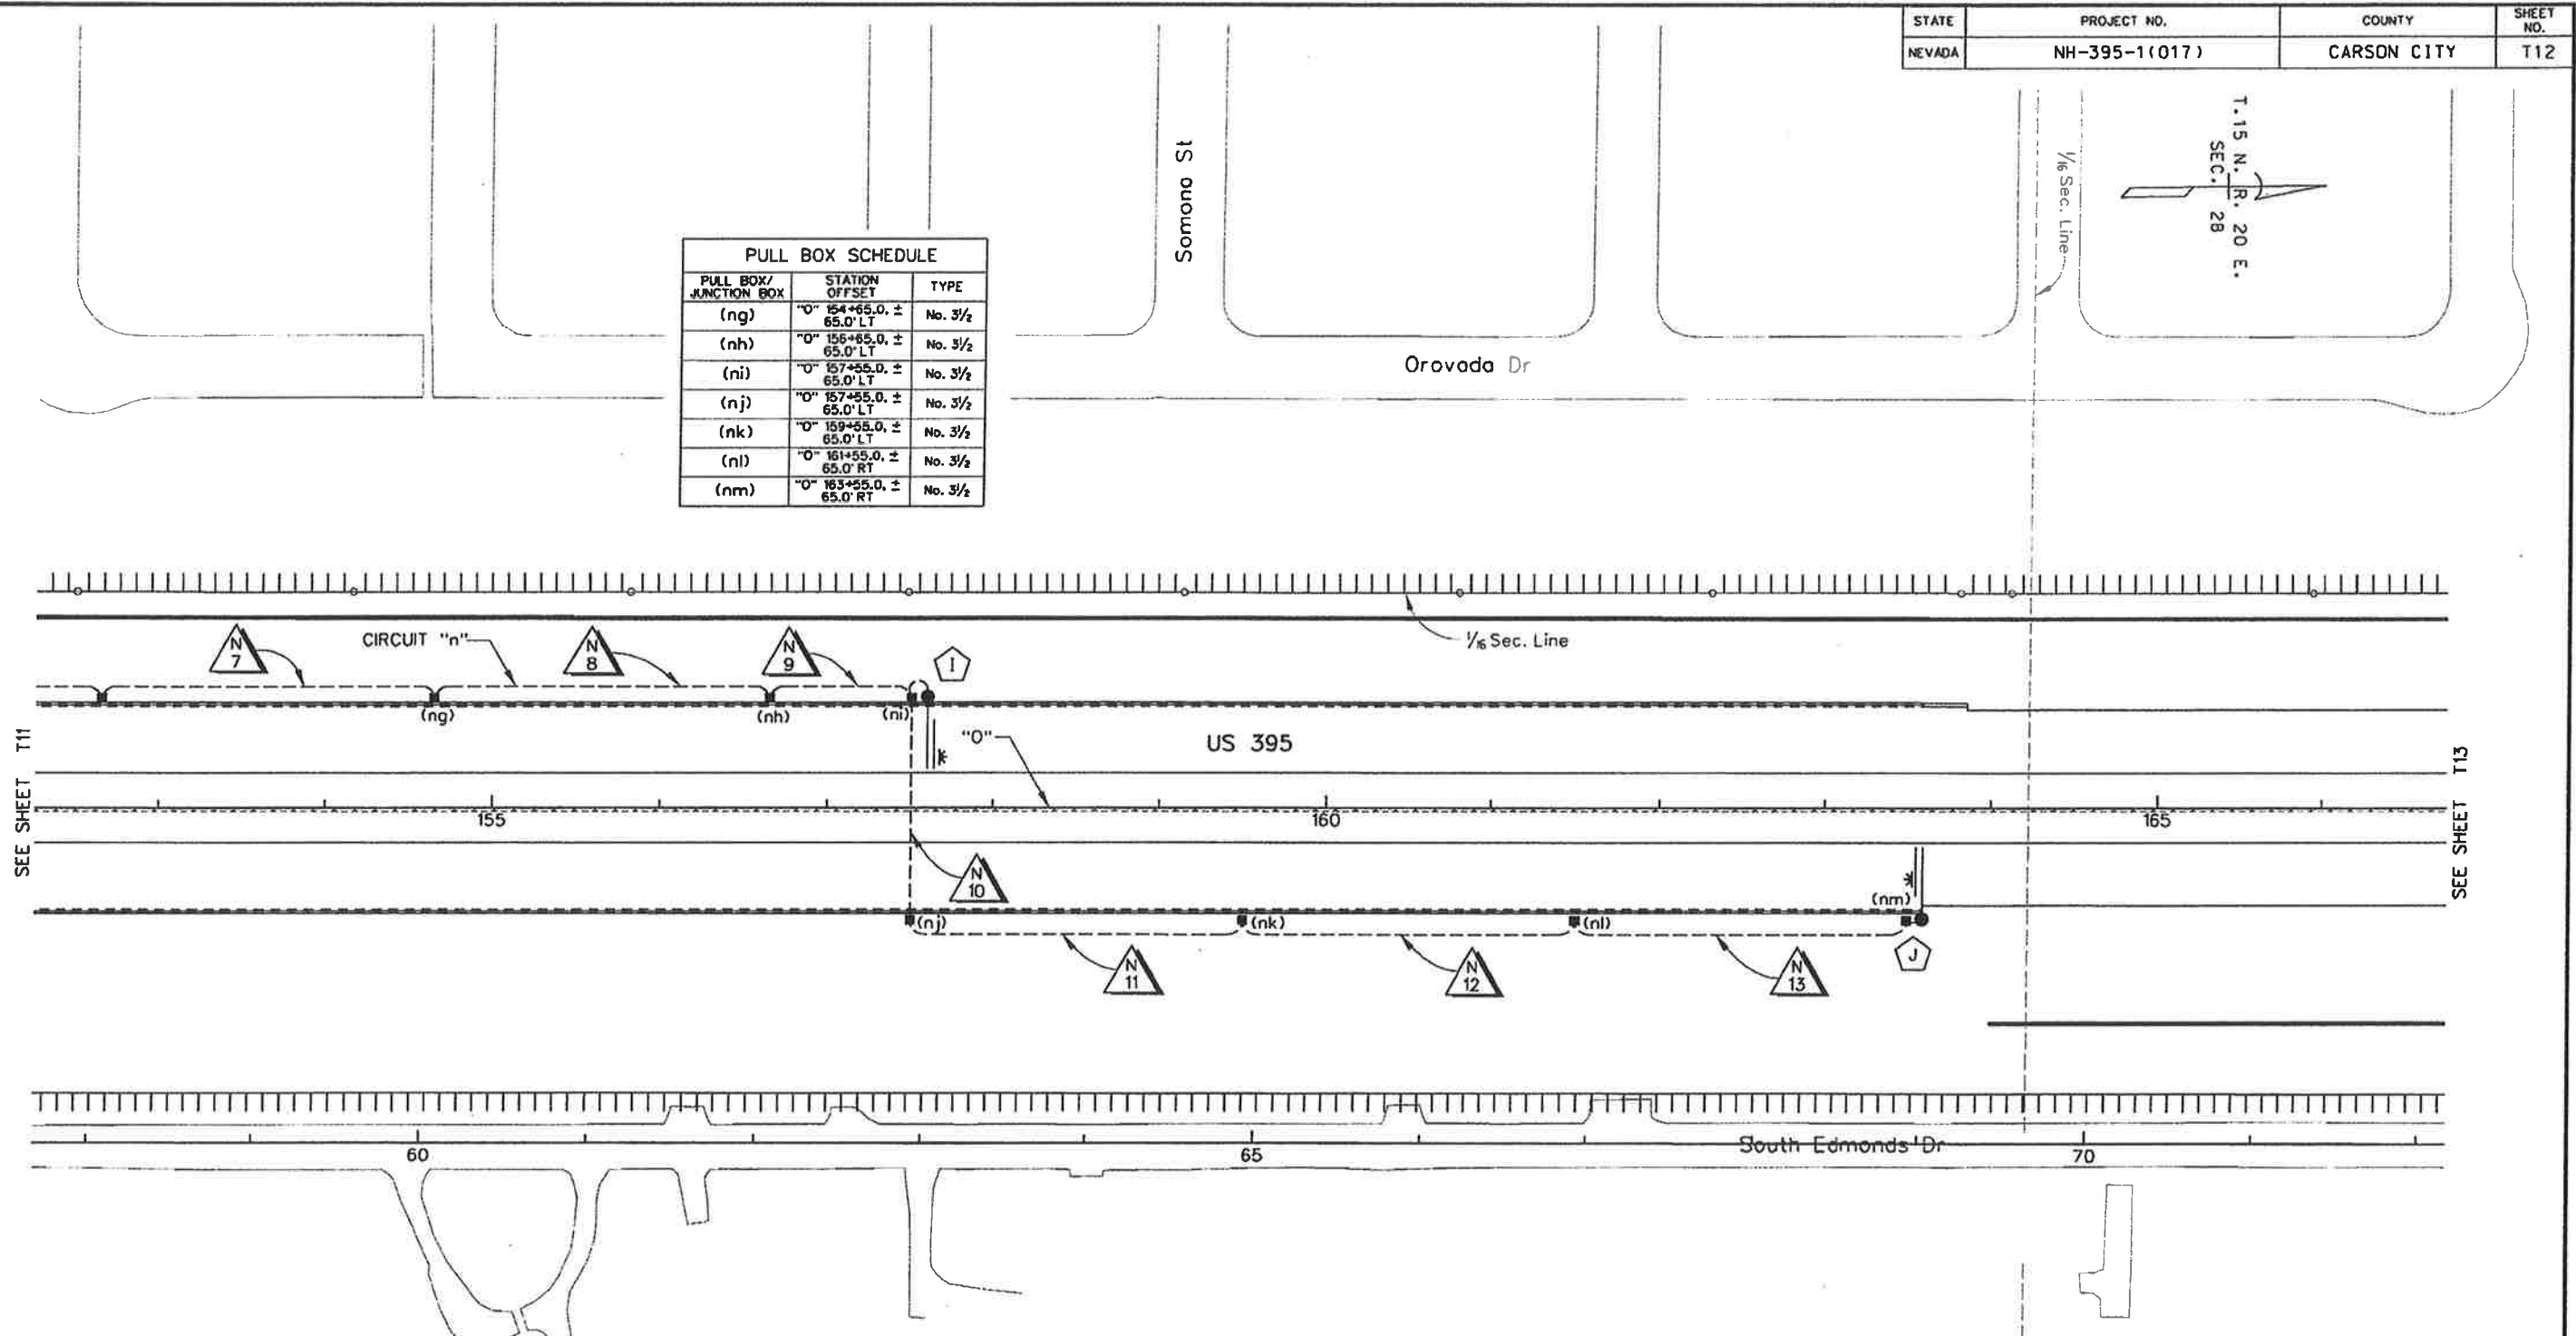 STATE PROJECT NO. COUNTY SHEET NO.
NEVADA NH-395-1(017) CARSON CITY T12
T. 15 N. R. 20 E.
SEC. 28
1/16 Sec. Line
Somono St
Orovada Dr
PULL BOX SCHEDULE
PULL BOX/ JUNCTION BOX STATION OFFSET TYPE
(ng) "O" 154+65.0, ± 65.0' LT No. 3½
(nh) "O" 156+65.0, ± 65.0' LT No. 3½
(ni) "O" 157+55.0, ± 65.0' LT No. 3½
(nj) "O" 157+55.0, ± 65.0' LT No. 3½
(nk) "O" 159+55.0, ± 65.0' LT No. 3½
(nl) "O" 161+55.0, ± 65.0' RT No. 3½
(nm) "O" 163+55.0, ± 65.0' RT No. 3½
1/16 Sec. Line
N 7
CIRCUIT "n"
N 8
N 9
I
(ng)
(nh)
(ni)
"O"
US 395
SEE SHEET T11
SEE SHEET T13
155
160
165
N 10
(nj)
(nk)
(nl)
(nm)
N 11
N 12
N 13
J
South Edmonds Dr
60
65
70